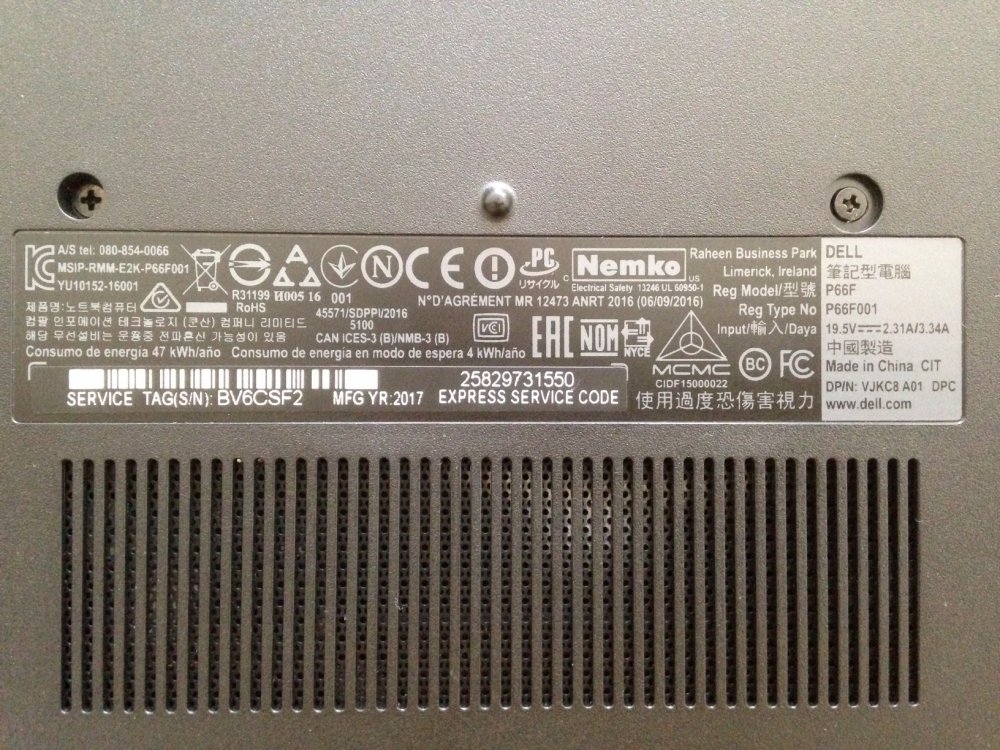 A/S tel: 080-854-0066
MSIP-RMM-E2K-P66F001
YU10152-16001
제품명:노트북컴퓨터
컴팔 인포메이션 테크놀로지 (쿤산) 컴퍼니 리미티드
해당 무선설비는 운용중 전파혼신 가능성이 있음
Consumo de energía 47 kWh/año Consumo de energía en modo de espera 4 kWh/año
R31199
RoHS
И005 16
001
45571/SDPPI/2016
5100
N
CE
PC
リサイクル
C Nemko US
Electrical Safety 13246 UL 60950-1
N°D'AGRÉMENT MR 12473 ANRT 2016 (06/09/2016)
CAN ICES-3 (B)/NMB-3 (B)
VCI
EAC
NOM
NYCE
MCMC
CIDF15000022
BC
FC
Raheen Business Park
Limerick, Ireland
Reg Model/型號
Reg Type No
Input/輸入/Daya
使用過度恐傷害視力
DELL
筆記型電腦
P66F
P66F001
19.5V 2.31A/3.34A
中國製造
Made in China CIT
DP/N: VJKC8 A01 DPC
www.dell.com
SERVICE TAG(S/N): BV6CSF2
MFG YR:2017
25829731550
EXPRESS SERVICE CODE